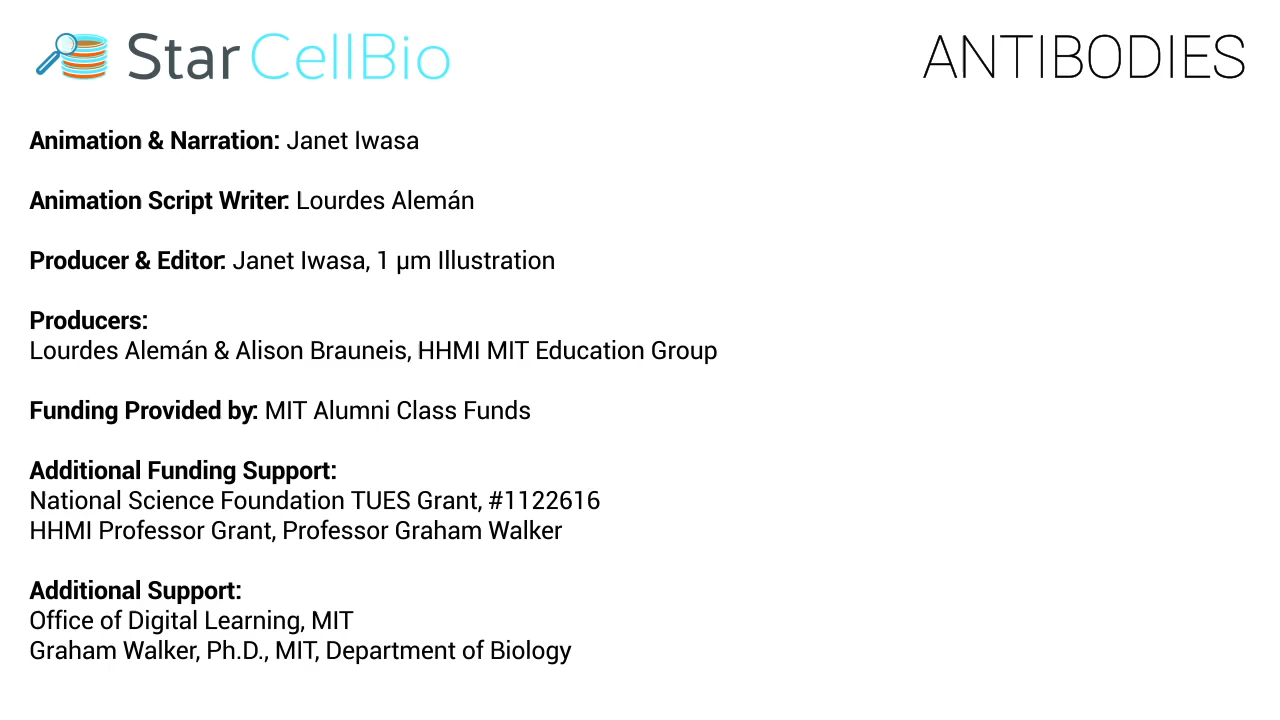 Star CellBio
ANTIBODIES
Animation & Narration: Janet Iwasa
Animation Script Writer: Lourdes Alemán
Producer & Editor: Janet Iwasa, 1 µm Illustration
Producers:
Lourdes Alemán & Alison Brauneis, HHMI MIT Education Group
Funding Provided by: MIT Alumni Class Funds
Additional Funding Support:
National Science Foundation TUES Grant, #1122616
HHMI Professor Grant, Professor Graham Walker
Additional Support:
Office of Digital Learning, MIT
Graham Walker, Ph.D., MIT, Department of Biology